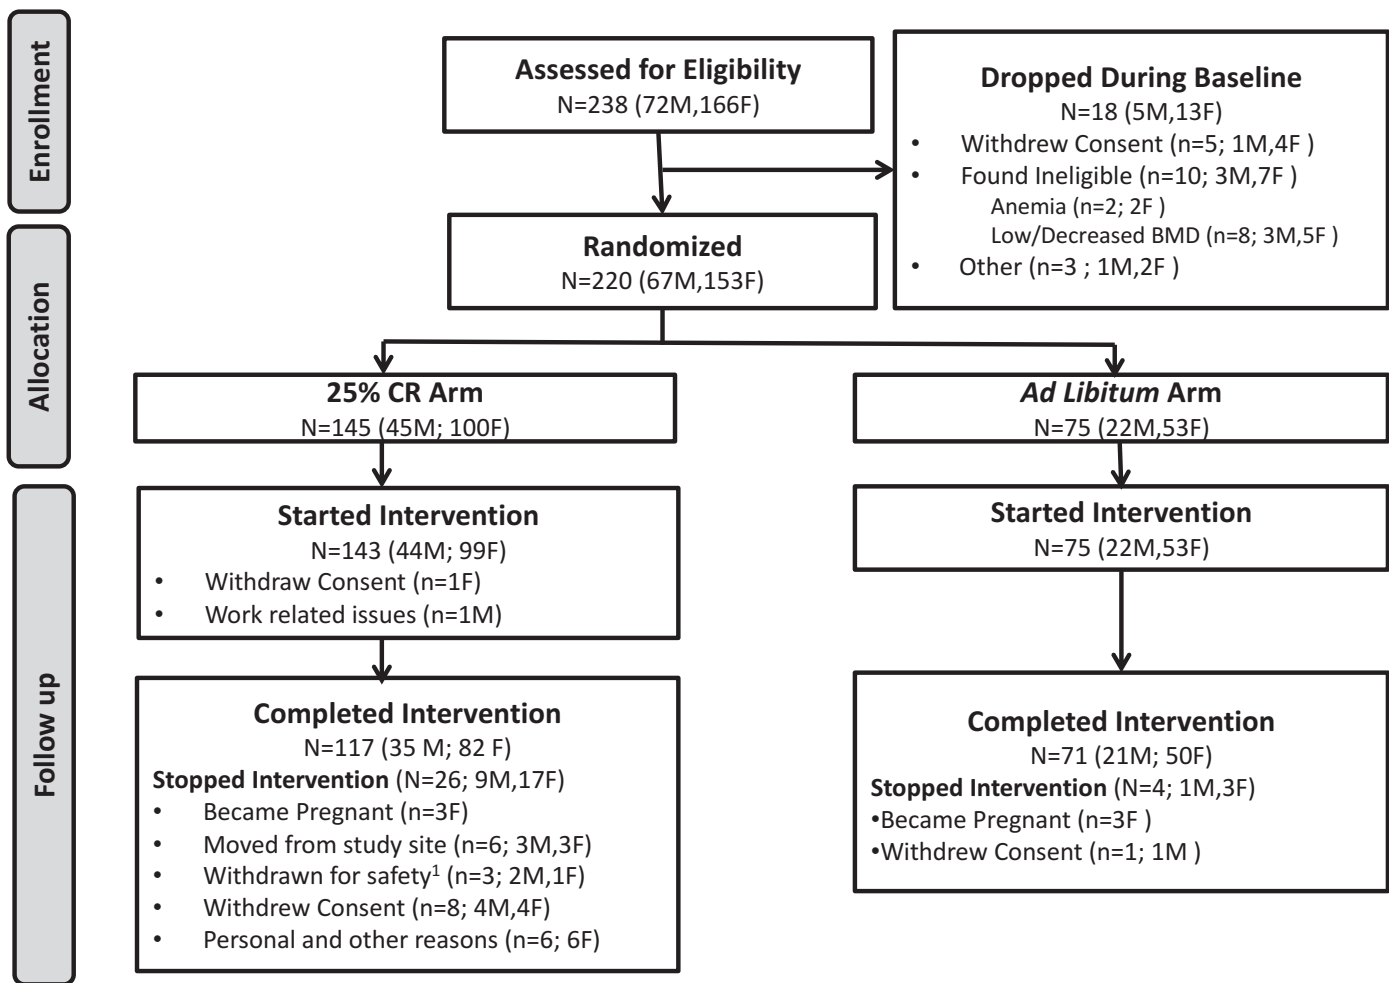 Enrollment
Assessed for Eligibility
N=238 (72M,166F)
Dropped During Baseline
N=18 (5M,13F)
• Withdrew Consent (n=5; 1M,4F )
• Found Ineligible (n=10; 3M,7F )
Anemia (n=2; 2F )
Low/Decreased BMD (n=8; 3M,5F )
• Other (n=3 ; 1M,2F )
Allocation
Randomized
N=220 (67M,153F)
25% CR Arm
N=145 (45M; 100F)
Ad Libitum Arm
N=75 (22M,53F)
Follow up
Started Intervention
N=143 (44M; 99F)
• Withdraw Consent (n=1F)
• Work related issues (n=1M)
Started Intervention
N=75 (22M,53F)
Completed Intervention
N=117 (35 M; 82 F)
Stopped Intervention (N=26; 9M,17F)
• Became Pregnant (n=3F)
• Moved from study site (n=6; 3M,3F)
• Withdrawn for safety¹ (n=3; 2M,1F)
• Withdrew Consent (n=8; 4M,4F)
• Personal and other reasons (n=6; 6F)
Completed Intervention
N=71 (21M; 50F)
Stopped Intervention (N=4; 1M,3F)
•Became Pregnant (n=3F )
•Withdrew Consent (n=1; 1M )